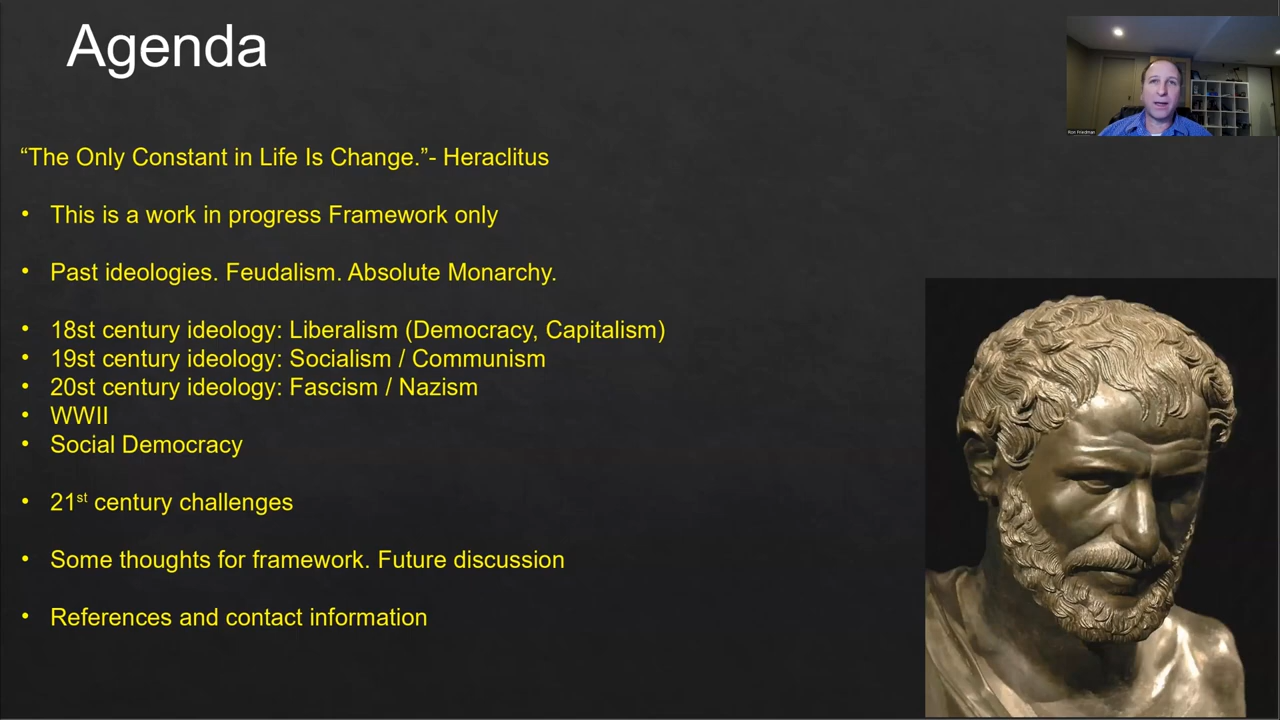 Agenda
Ron Friedman
“The Only Constant in Life Is Change.”- Heraclitus
• This is a work in progress Framework only
• Past ideologies. Feudalism. Absolute Monarchy.
• 18st century ideology: Liberalism (Democracy, Capitalism)
• 19st century ideology: Socialism / Communism
• 20st century ideology: Fascism / Nazism
• WWII
• Social Democracy
• 21st century challenges
• Some thoughts for framework. Future discussion
• References and contact information